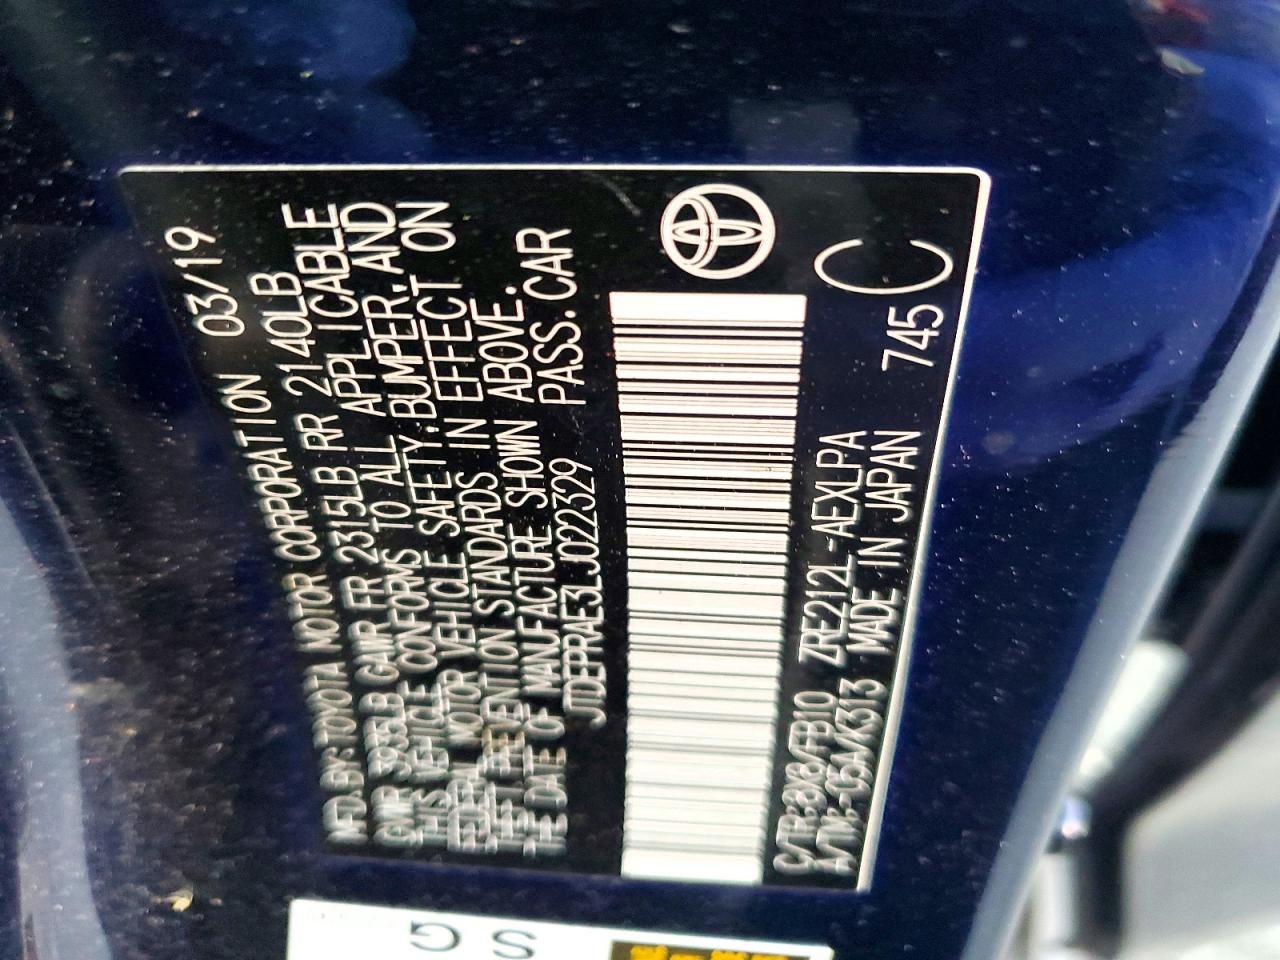 MFD.BY:TOYOTA MOTOR CORPORATION 03/19
GVWR 3935LB GAWR FR 2315LB RR 2140LB
THIS VEHICLE CONFORMS TO ALL APPLICABLE
FEDERAL MOTOR VEHICLE SAFETY,BUMPER,AND
THEFT PREVENTION STANDARDS IN EFFECT ON
THE DATE OF MANUFACTURE SHOWN ABOVE.
JTDEPRAE3LJ022329 PASS.CAR
C/TR:8X8/FB10 ZRE212L-AEXLPA 745
A/TM:-05A/K313 MADE IN JAPAN
C
SG